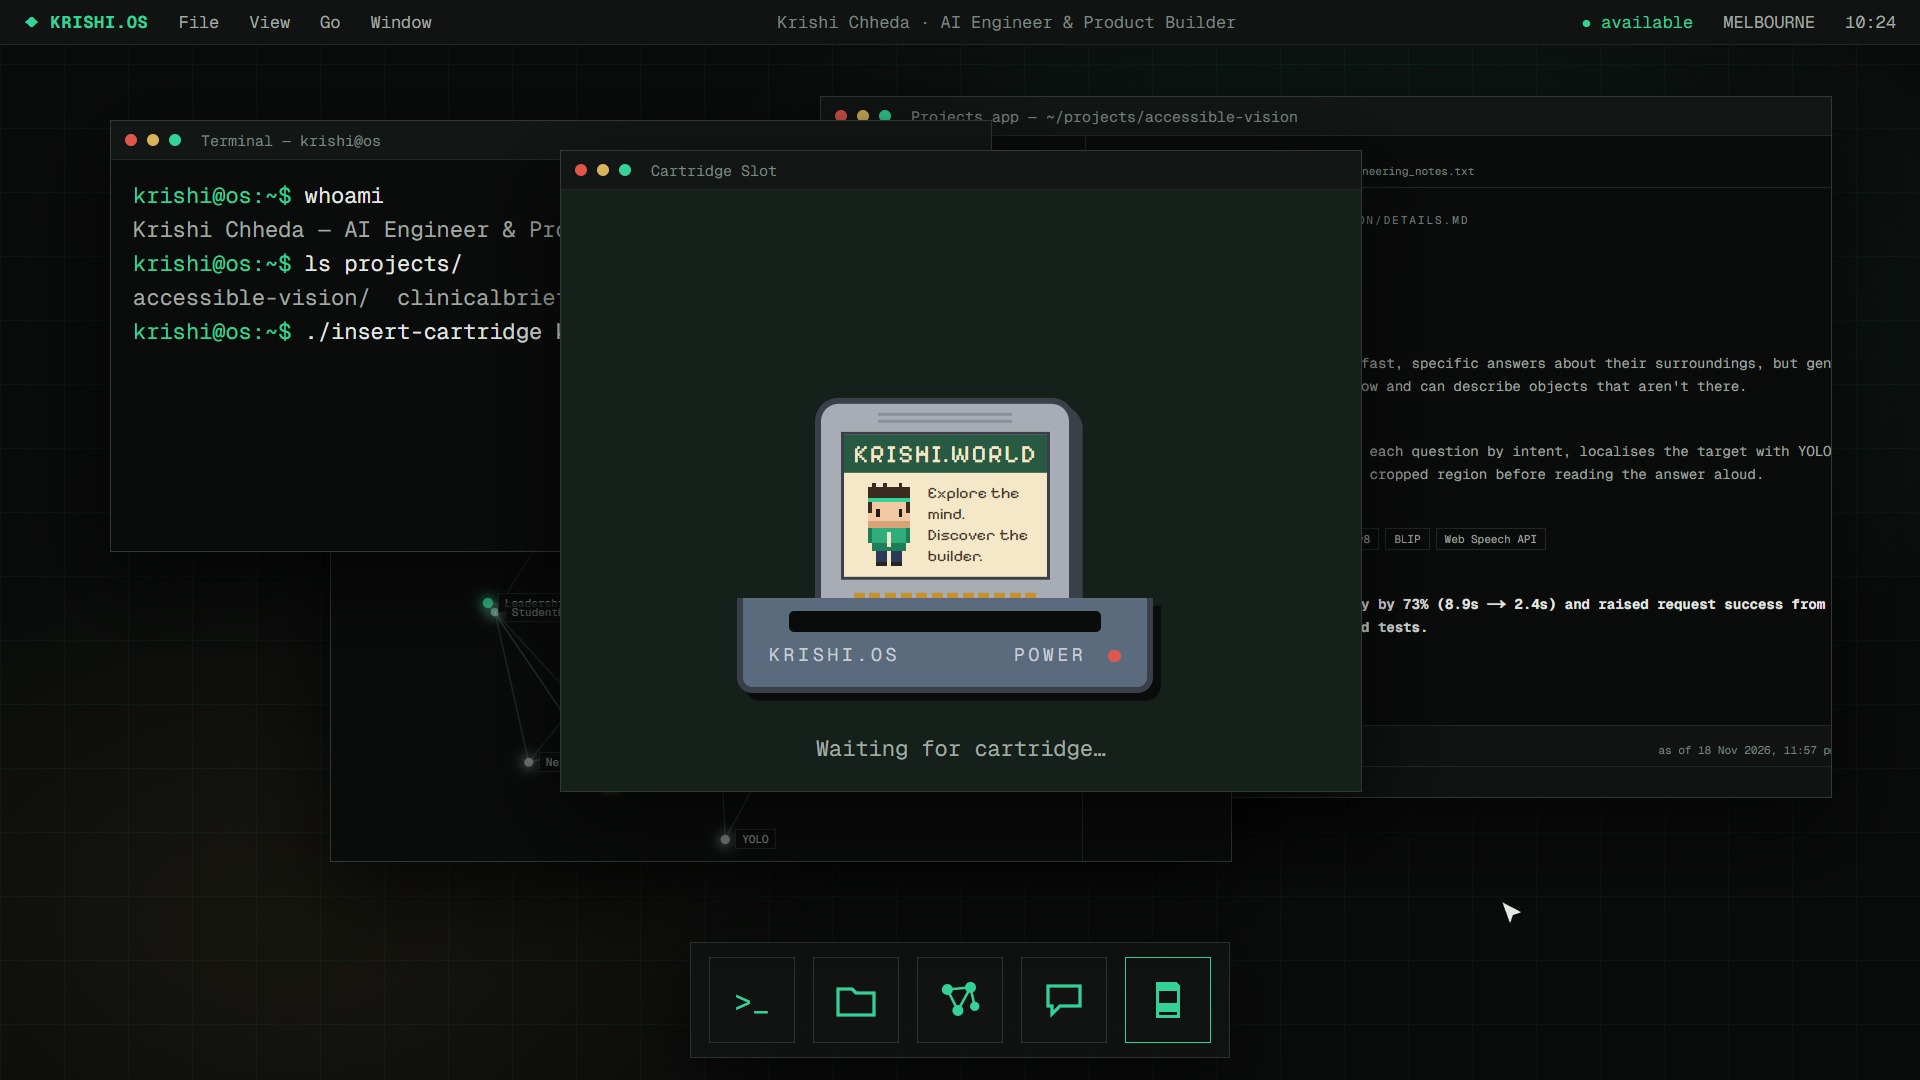 KRISHI.OS File View Go Window
Krishi Chheda · AI Engineer & Product Builder
available MELBOURNE 10:24
Projects.app — ~/projects/accessible-vision
Terminal — krishi@os
krishi@os:~$ whoami
Krishi Chheda — AI Engineer &
krishi@os:~$ ls projects/
accessible-vision/
krishi@os:~$ ./insert-cartridge
Cartridge Slot
KRISHI.WORLD
Explore the
mind.
Discover the
builder.
KRISHI.OS POWER
Waiting for cartridge…
neering_notes.txt
N/DETAILS.MD
fast, specific answers about their surroundings, but
and can describe objects that aren't there.
each question by intent, localises the target with YOLO
cropped region before reading the answer aloud.
BLIP Web Speech API
by 73% (8.9s → 2.4s) and raised request success from
tests.
as of 18 Nov 2026, 11:57
YOLO
>_